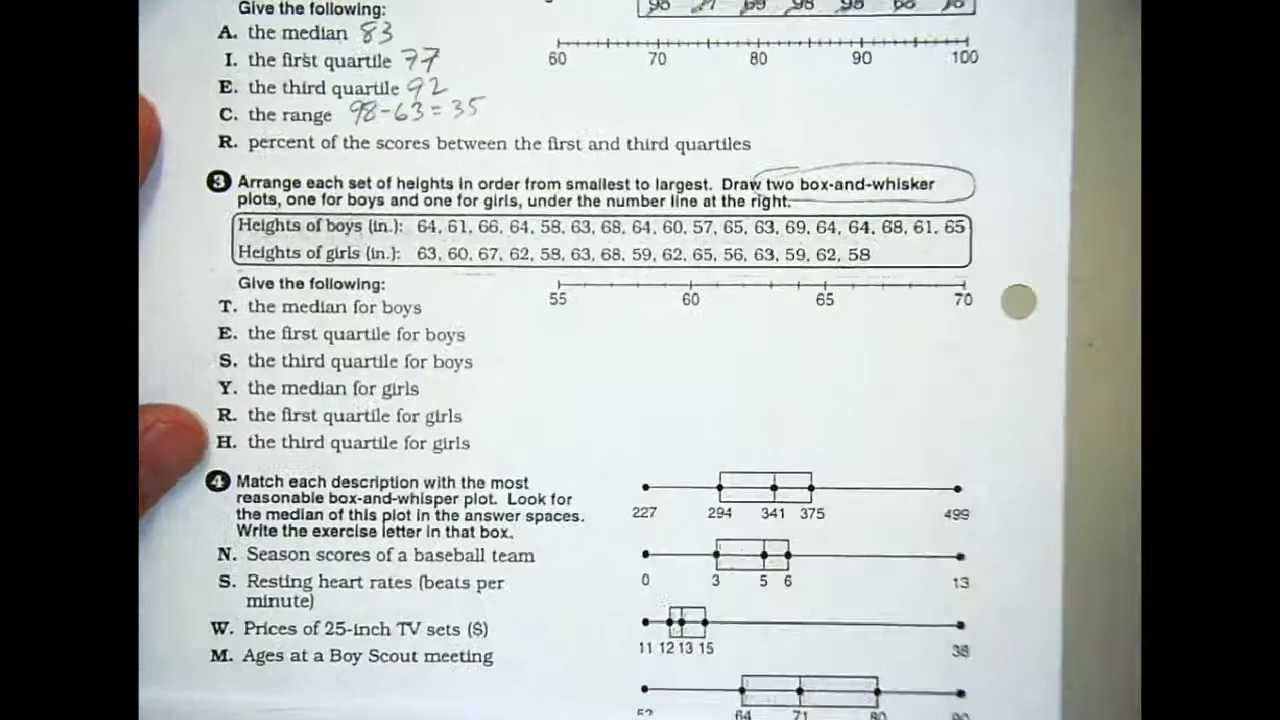 Give the following:
A. the median 83
I. the first quartile 77
E. the third quartile 92
C. the range 98-63=35
R. percent of the scores between the first and third quartiles
60 70 80 90 100
3 Arrange each set of heights in order from smallest to largest. Draw two box-and-whisker
plots, one for boys and one for girls, under the number line at the right.
Heights of boys (in.): 64, 61, 66, 64, 58, 63, 68, 64, 60, 57, 65, 63, 69, 64, 64, 68, 61, 65
Heights of girls (in.): 63, 60, 67, 62, 58, 63, 68, 59, 62, 65, 56, 63, 59, 62, 58
Give the following:
55 60 65 70
T. the median for boys
E. the first quartile for boys
S. the third quartile for boys
Y. the median for girls
R. the first quartile for girls
H. the third quartile for girls
4 Match each description with the most
reasonable box-and-whisper plot. Look for
the median of this plot in the answer spaces.
Write the exercise letter in that box.
N. Season scores of a baseball team
S. Resting heart rates (beats per
minute)
W. Prices of 25-inch TV sets ($)
M. Ages at a Boy Scout meeting
227 294 341 375 499
0 3 5 6 13
11 12 13 15 38
64 71 80